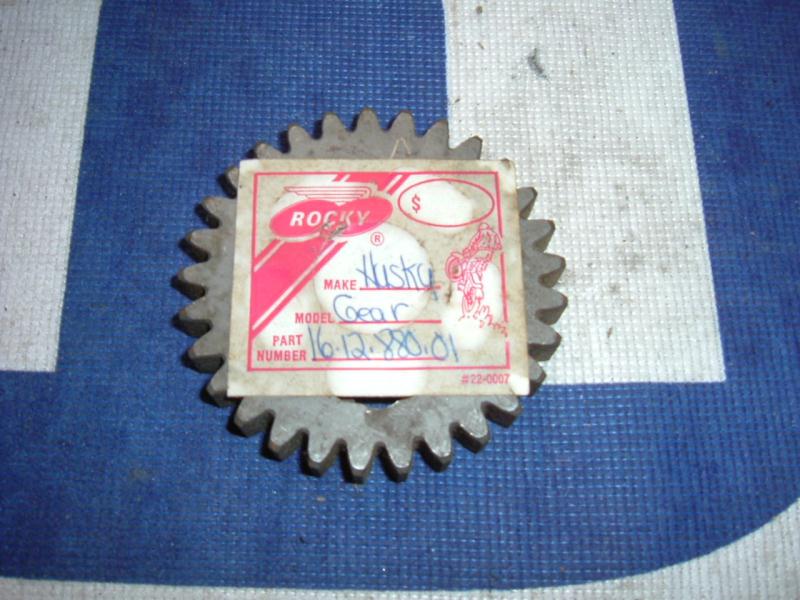 ROCKY
®
$
MAKE Husky
MODEL Gear
PART NUMBER 16.12.880.01
#22-0007